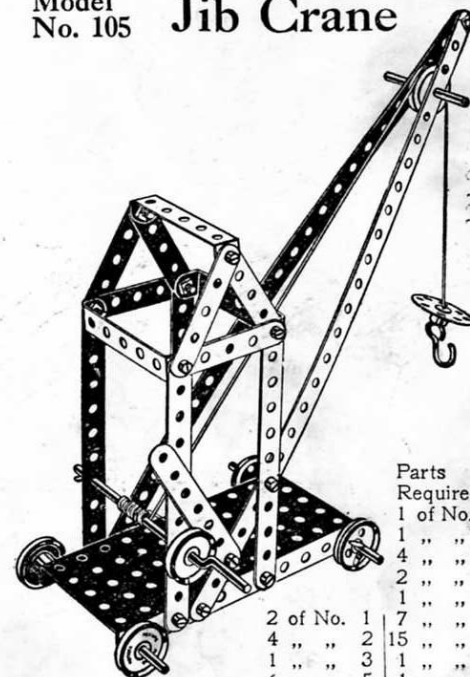 Model
No. 105
Jib Crane
Parts
Require
1 of No.
1 " "
4 " "
2 " "
1 " "
2 of No. 1
7 " "
4 " " 2
15 " "
1 " " 3
1 " "